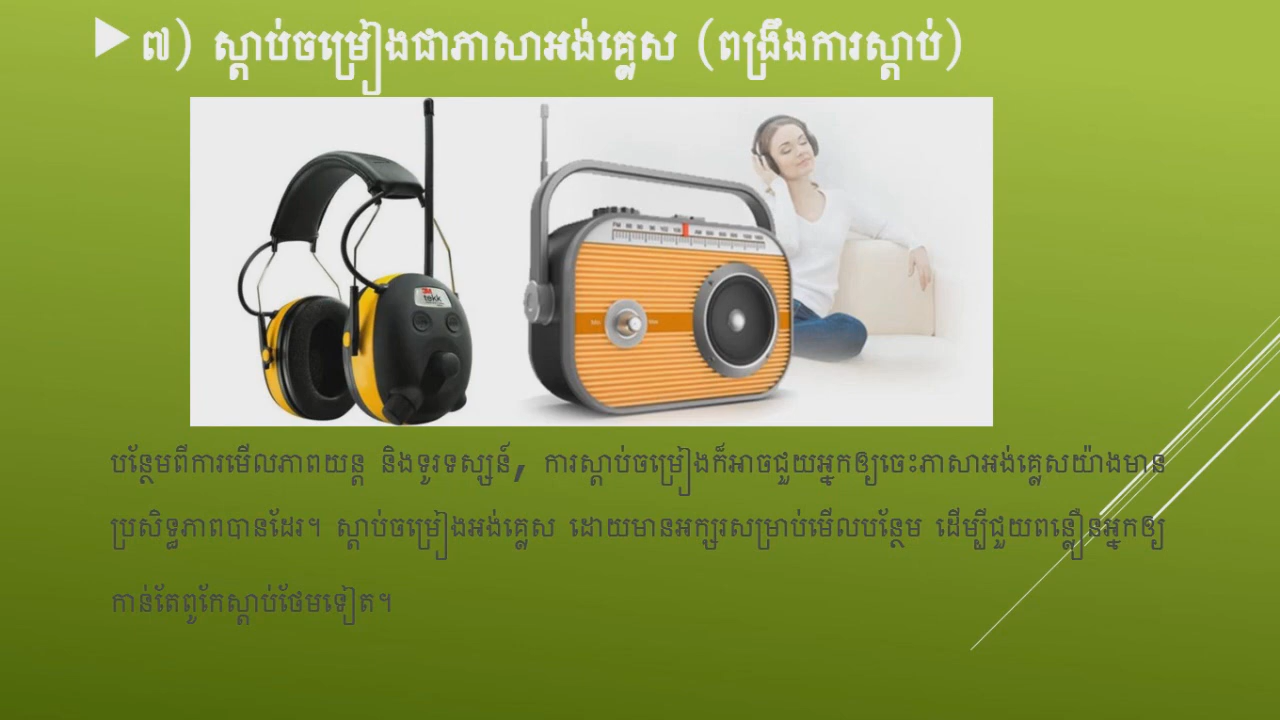 ៧) ស្តាប់ចម្រៀងជាភាសាអង់គ្លេស (ពង្រឹងការស្តាប់)
3M
tekk
បន្ថែមពីការមើលភាពយន្ត និងទូរទស្សន៍, ការស្តាប់ចម្រៀងក៏អាចជួយអ្នកឲ្យចេះភាសាអង់គ្លេសយ៉ាងមាន
ប្រសិទ្ធភាពបានដែរ។ ស្តាប់ចម្រៀងអង់គ្លេស ដោយមានអក្សរសម្រាប់មើលបន្ថែម ដើម្បីជួយពន្លឿនអ្នកឲ្យ
កាន់តែពូកែស្តាប់ថែមទៀត។